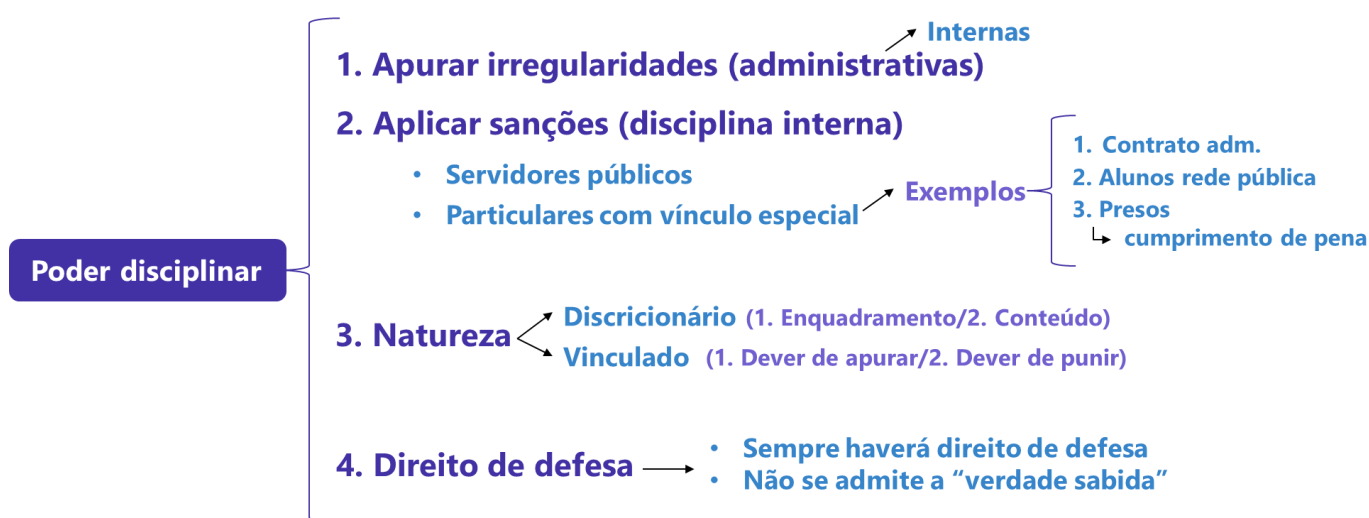 Poder disciplinar
Internas
1. Apurar irregularidades (administrativas)
2. Aplicar sanções (disciplina interna)
• Servidores públicos
• Particulares com vínculo especial
Exemplos
1. Contrato adm.
2. Alunos rede pública
3. Presos
cumprimento de pena
3. Natureza
Discricionário (1. Enquadramento/2. Conteúdo)
Vinculado (1. Dever de apurar/2. Dever de punir)
4. Direito de defesa
• Sempre haverá direito de defesa
• Não se admite a “verdade sabida”